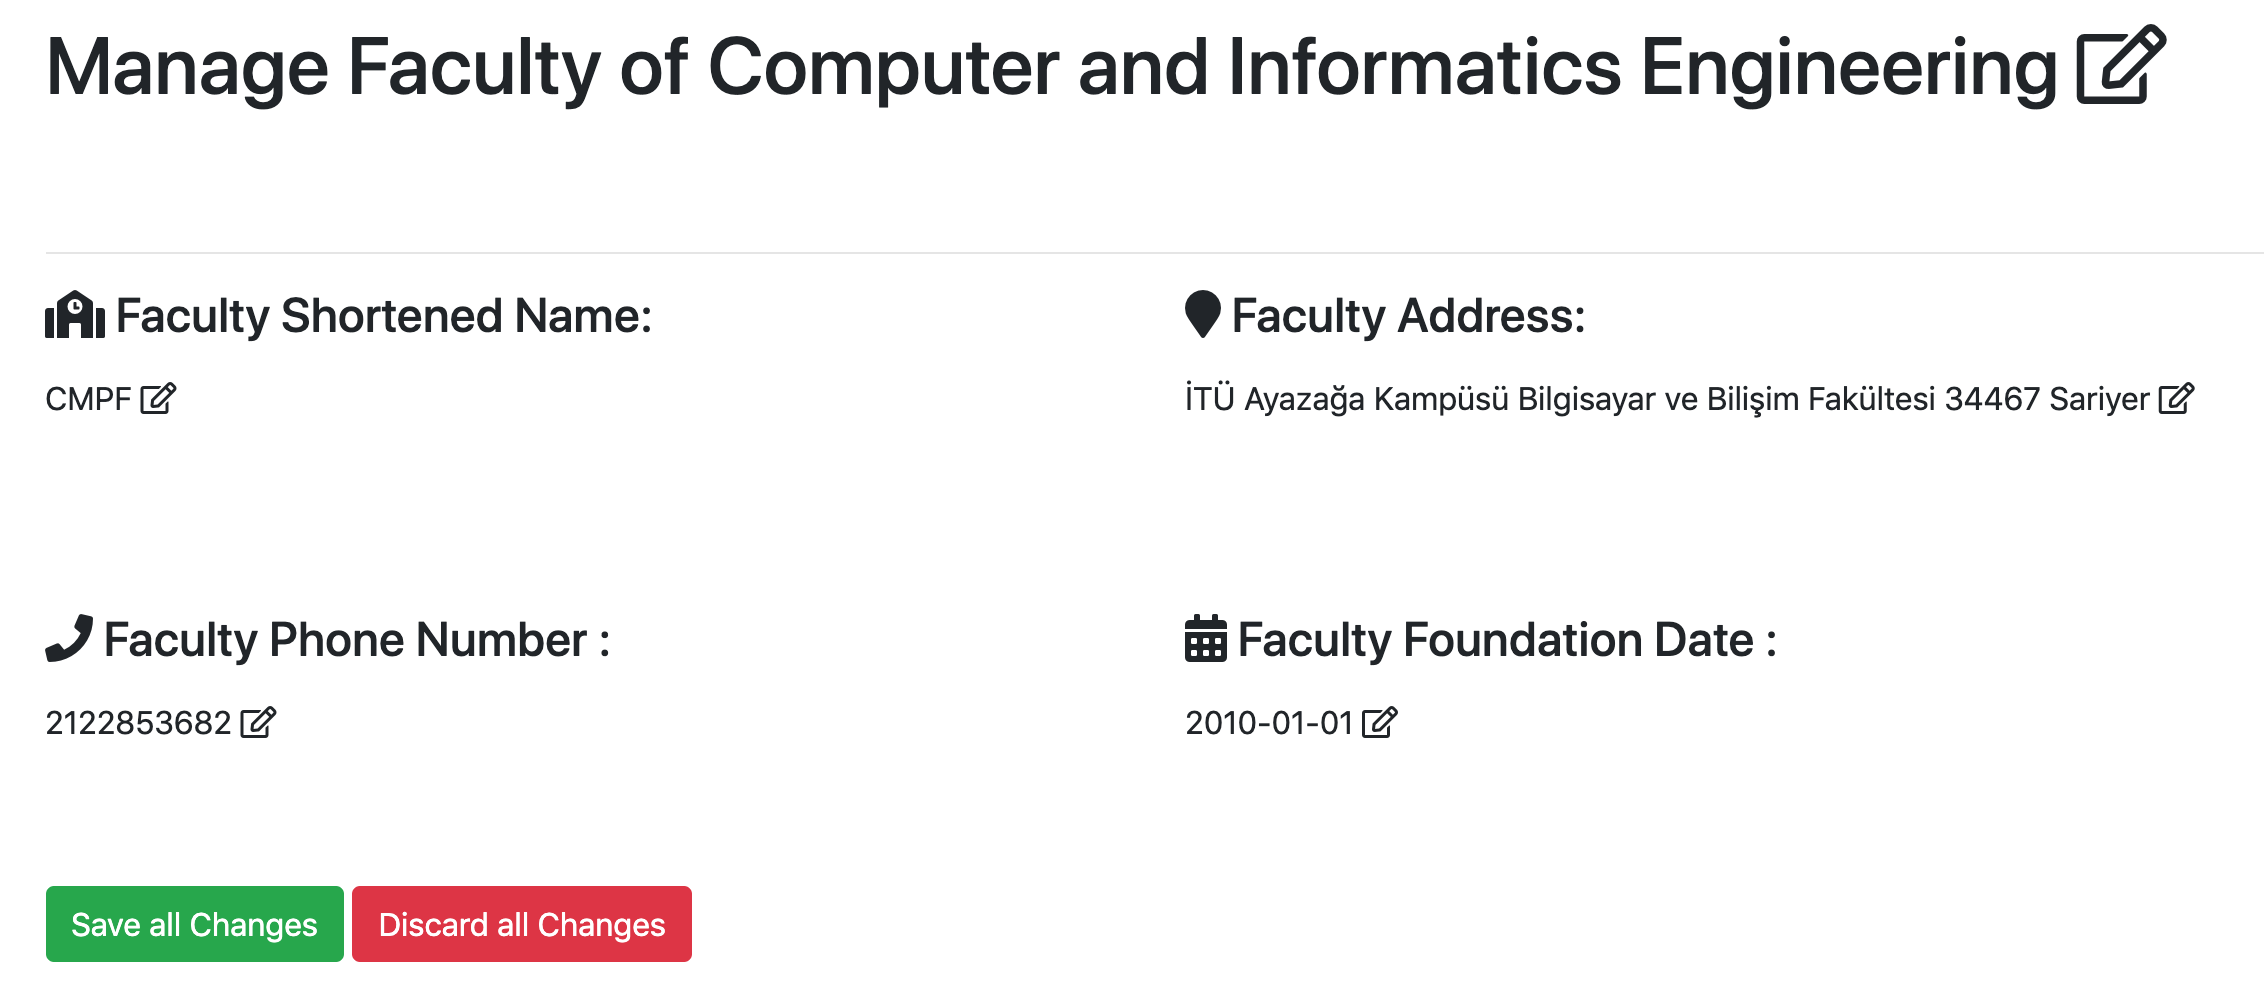 Manage Faculty of Computer and Informatics Engineering
Faculty Shortened Name:
CMPF
Faculty Address:
İTÜ Ayazağa Kampüsü Bilgisayar ve Bilişim Fakültesi 34467 Sariyer
Faculty Phone Number :
2122853682
Faculty Foundation Date :
2010-01-01
Save all Changes
Discard all Changes